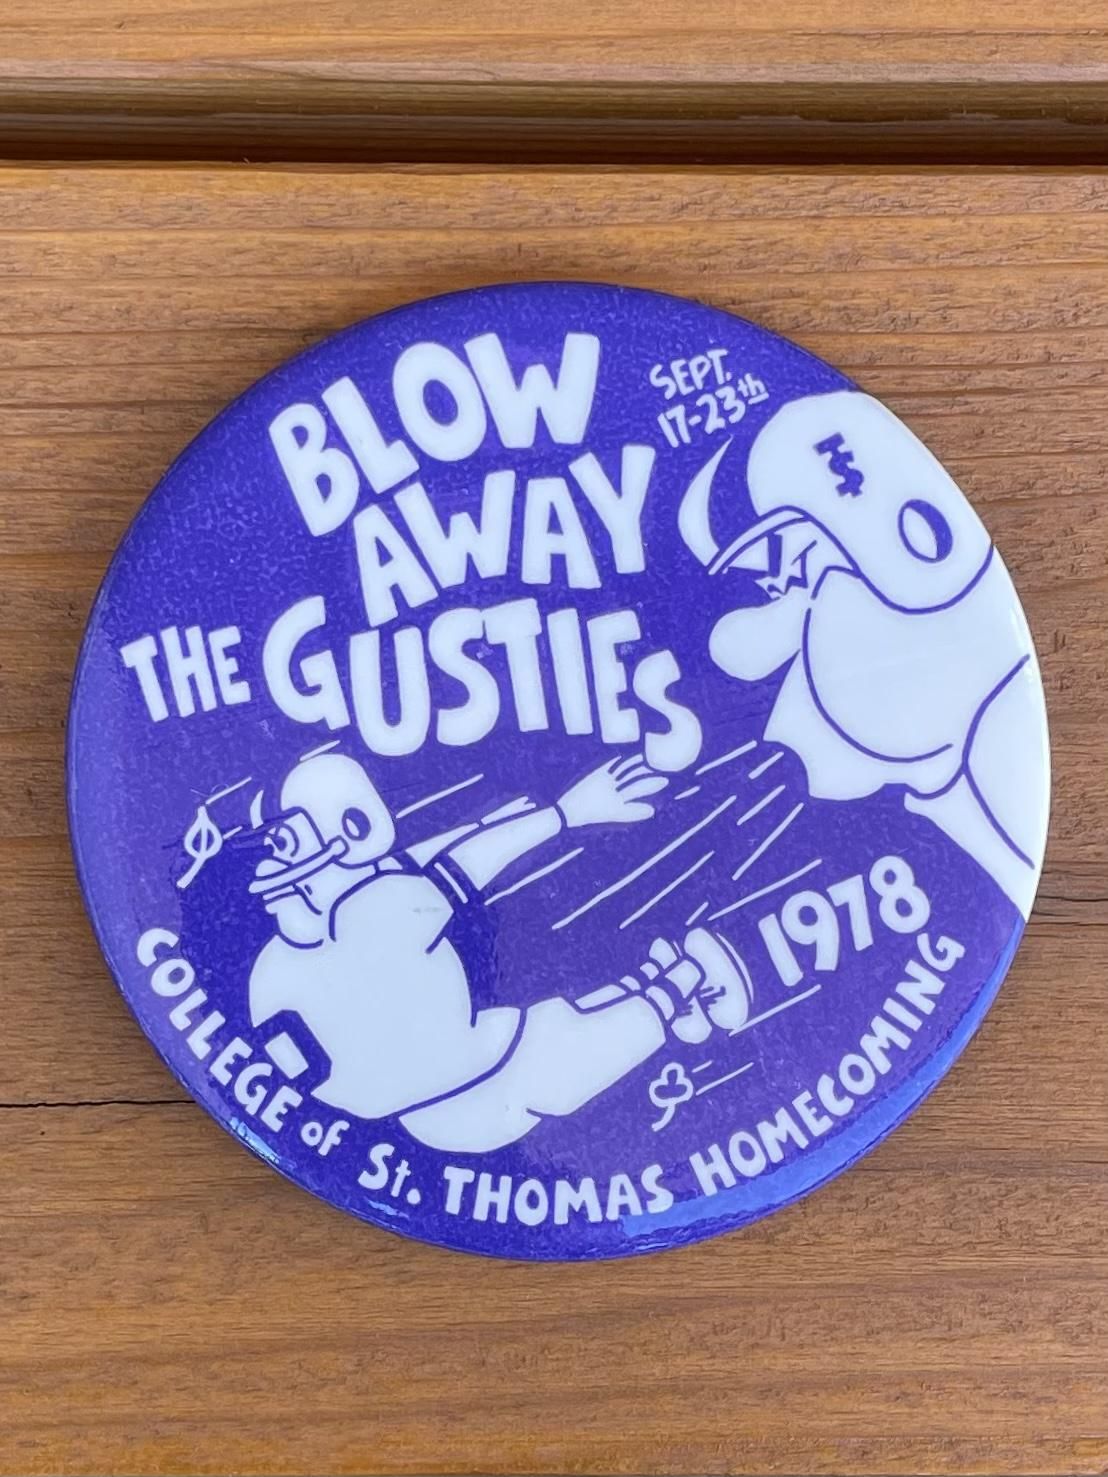 BLOW
AWAY
THE GUSTIES
SEPT.
17-23th
1978
COLLEGE of St. THOMAS HOMECOMING